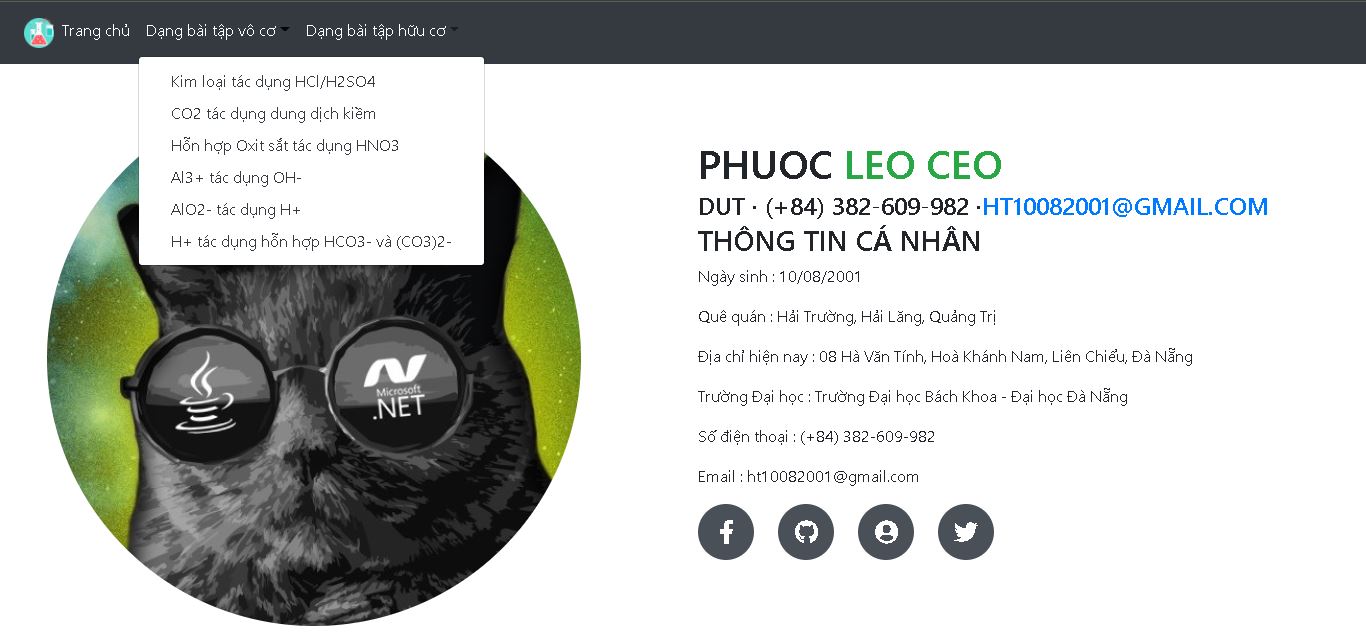 Trang chủ Dạng bài tập vô cơ Dạng bài tập hữu cơ
Kim loại tác dụng HCl/H2SO4
CO2 tác dụng dung dịch kiềm
Hỗn hợp Oxit sắt tác dụng HNO3
Al3+ tác dụng OH-
AlO2- tác dụng H+
H+ tác dụng hỗn hợp HCO3- và (CO3)2-
Microsoft
.NET
PHUOC LEO CEO
DUT · (+84) 382-609-982 ·HT10082001@GMAIL.COM
THÔNG TIN CÁ NHÂN
Ngày sinh : 10/08/2001
Quê quán : Hải Trường, Hải Lăng, Quảng Trị
Địa chỉ hiện nay : 08 Hà Văn Tính, Hoà Khánh Nam, Liên Chiểu, Đà Nẵng
Trường Đại học : Trường Đại học Bách Khoa - Đại học Đà Nẵng
Số điện thoại : (+84) 382-609-982
Email : ht10082001@gmail.com